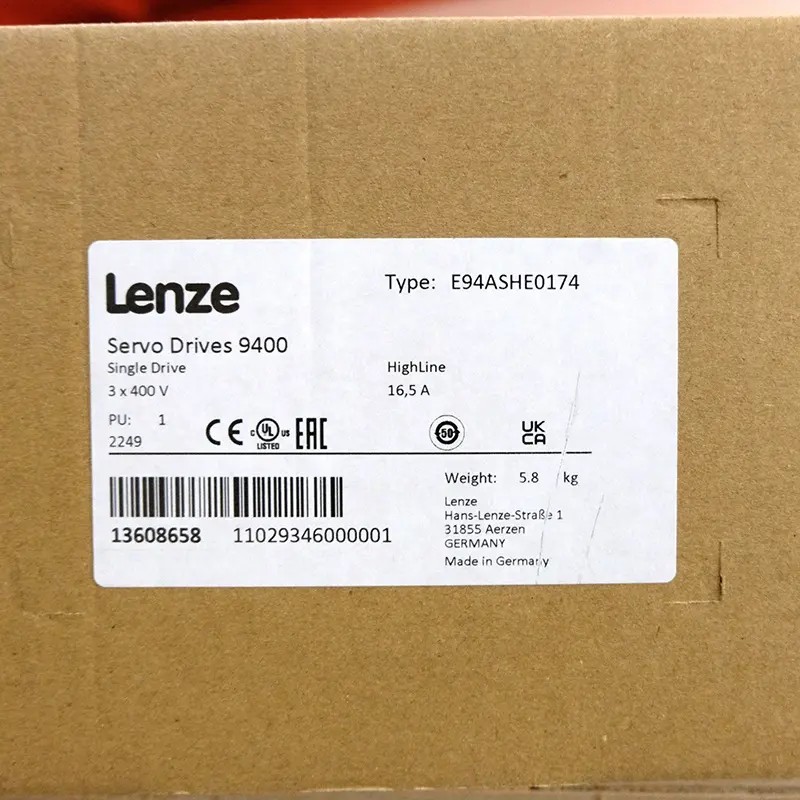 Lenze
Type: E94ASHE0174
Servo Drives 9400
Single Drive
HighLine
3 x 400 V
16,5 A
PU: 1
2249
CE
c UL us
LISTED
EAC
50
UK
CA
Weight: 5.8 kg
Lenze
Hans-Lenze-Straße 1
31855 Aerzen
GERMANY
Made in Germany
13608658 11029346000001